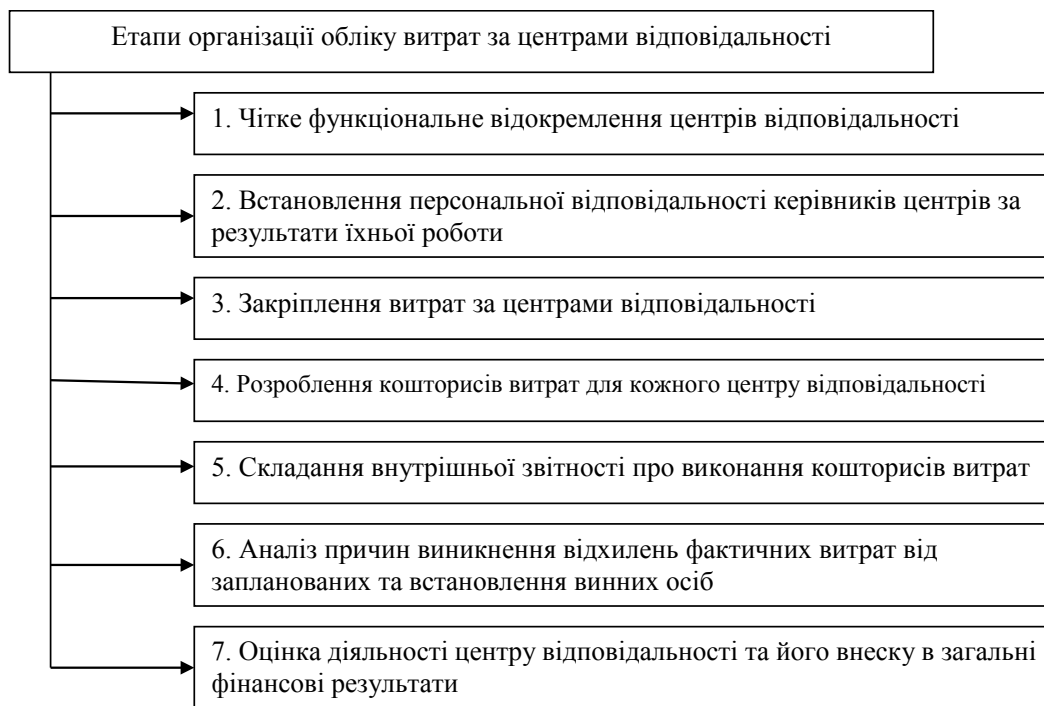 Етапи організації обліку витрат за центрами відповідальності
1. Чітке функціональне відокремлення центрів відповідальності
2. Встановлення персональної відповідальності керівників центрів за
результати їхньої роботи
3. Закріплення витрат за центрами відповідальності
4. Розроблення кошторисів витрат для кожного центру відповідальності
5. Складання внутрішньої звітності про виконання кошторисів витрат
6. Аналіз причин виникнення відхилень фактичних витрат від
запланованих та встановлення винних осіб
7. Оцінка діяльності центру відповідальності та його внеску в загальні
фінансові результати